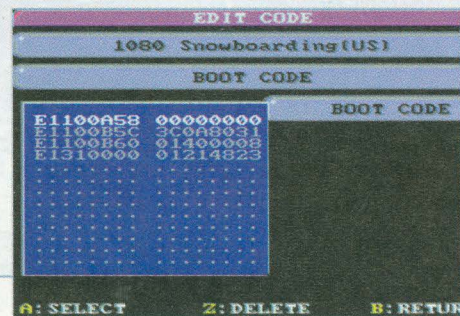 EDIT CODE
1080 Snowboarding(US)
BOOT CODE
BOOT CODE
E1100A58 00000000
E1100B5C 3C0A8031
E1100B60 01400008
E1310000 01214823
A:SELECT Z:DELETE B:RETUR